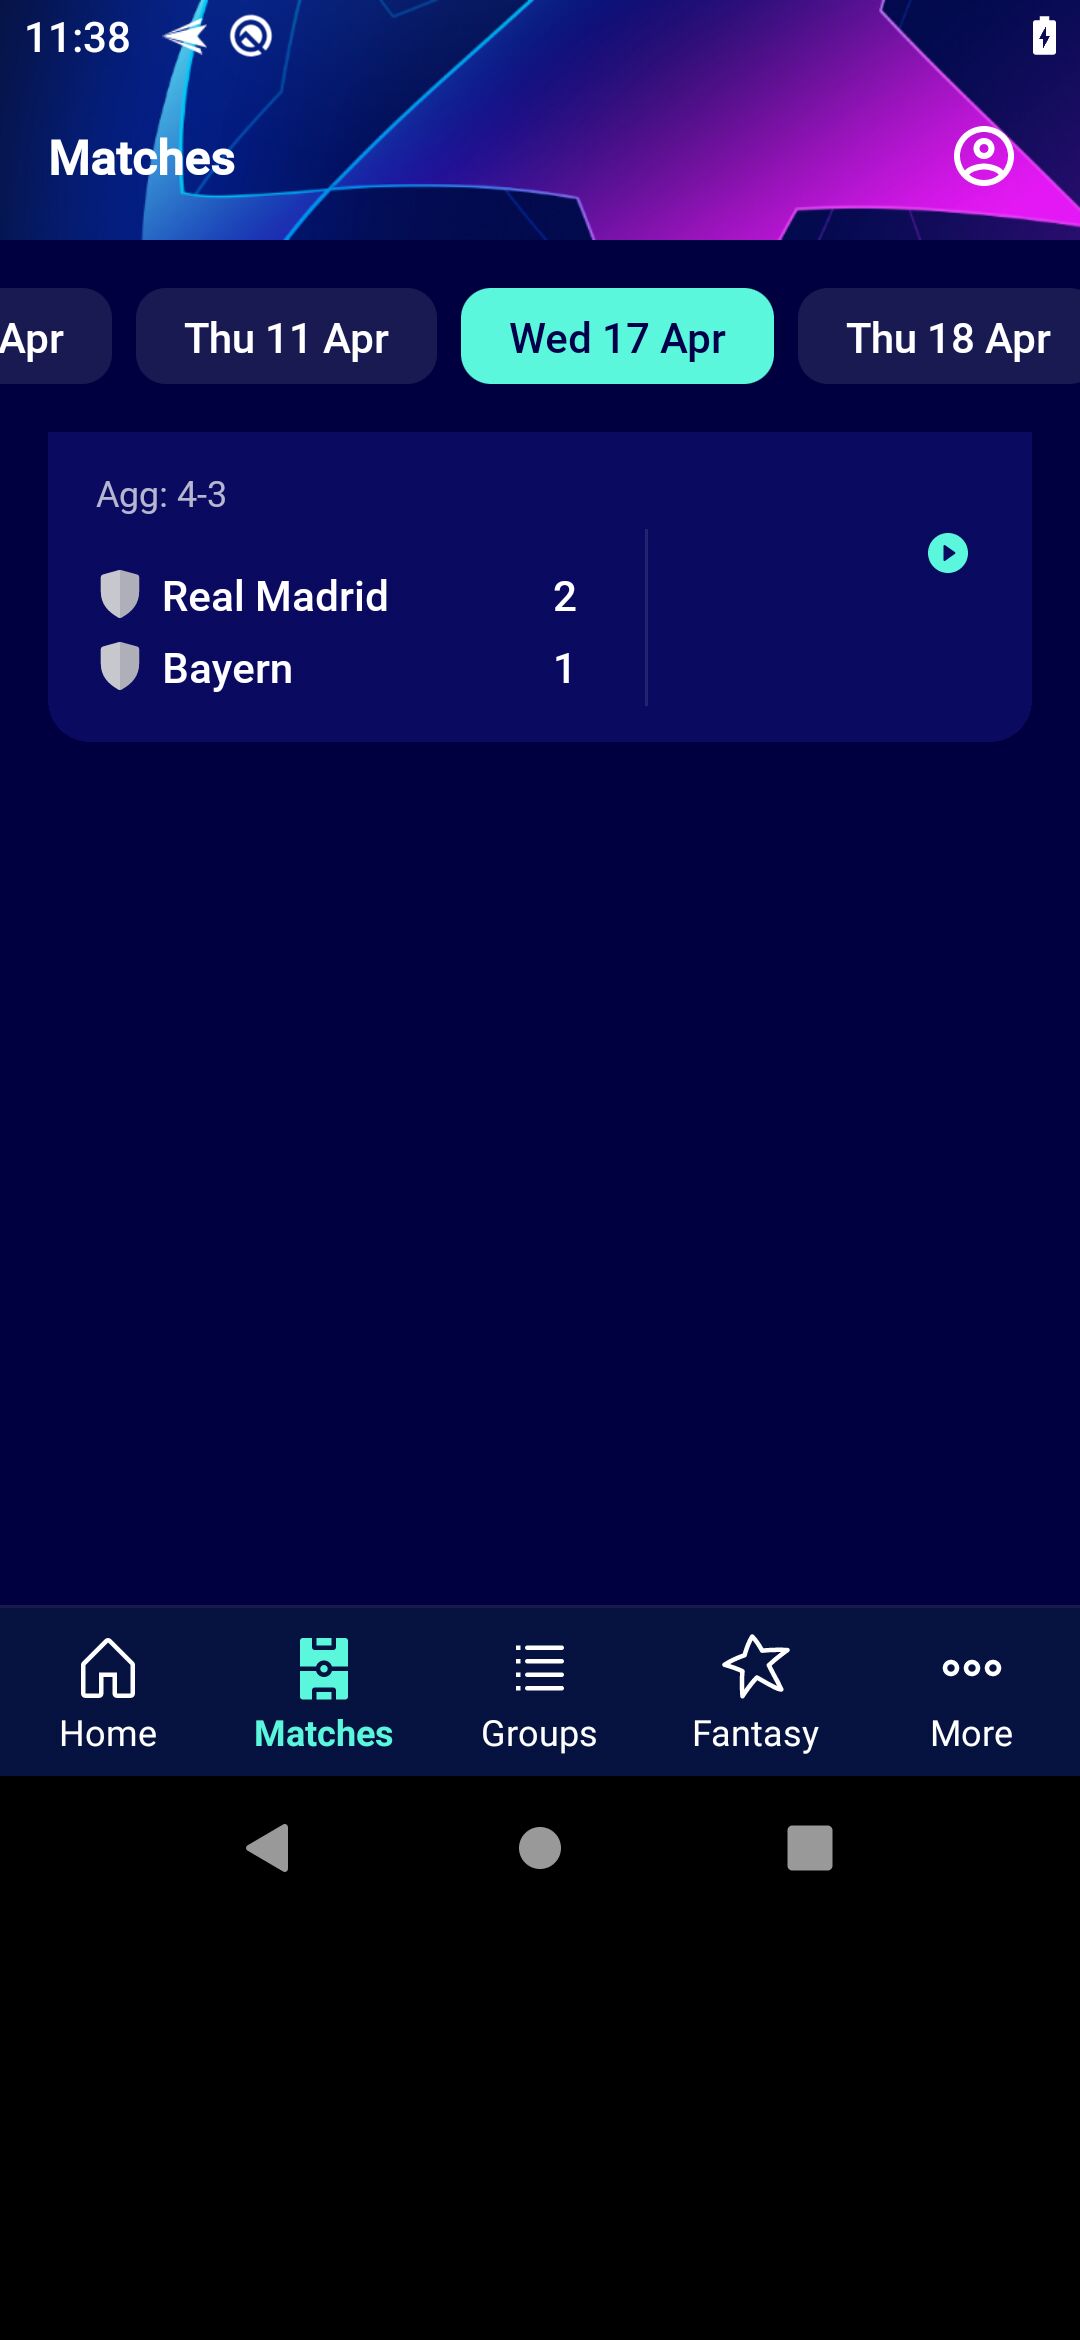 11:38
Matches
Apr
Thu 11 Apr
Wed 17 Apr
Thu 18 Apr
Agg: 4-3
Real Madrid 2
Bayern 1
Home
Matches
Groups
Fantasy
More